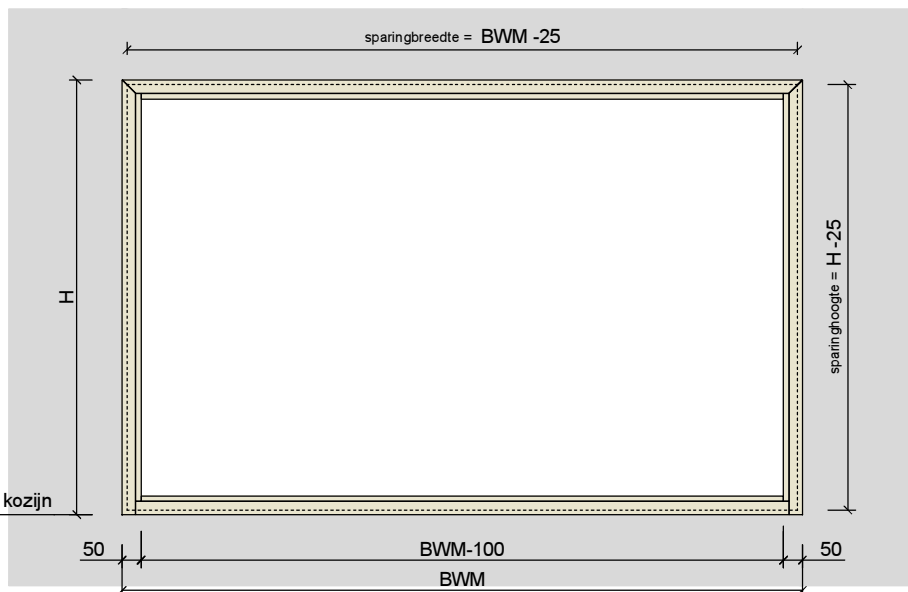 sparingbreedte = BWM -25
H
sparinghoogte = H -25
kozijn
50
BWM-100
50
BWM